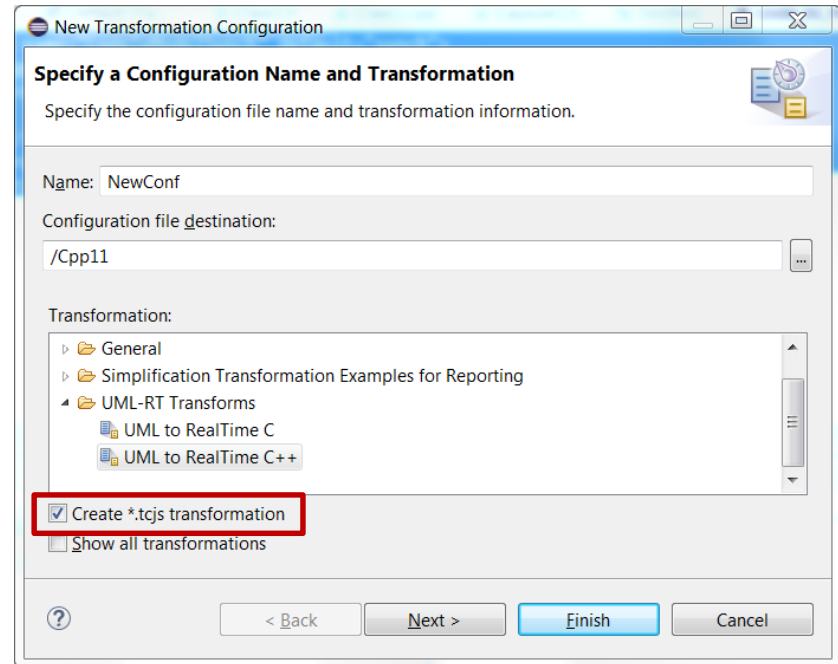 New Transformation Configuration
Specify a Configuration Name and Transformation
Specify the configuration file name and transformation information.
Name: NewConf
Configuration file destination:
/Cpp11
...
Transformation:
General
Simplification Transformation Examples for Reporting
UML-RT Transforms
UML to RealTime C
UML to RealTime C++
Create *.tcjs transformation
Show all transformations
? < Back Next > Finish Cancel